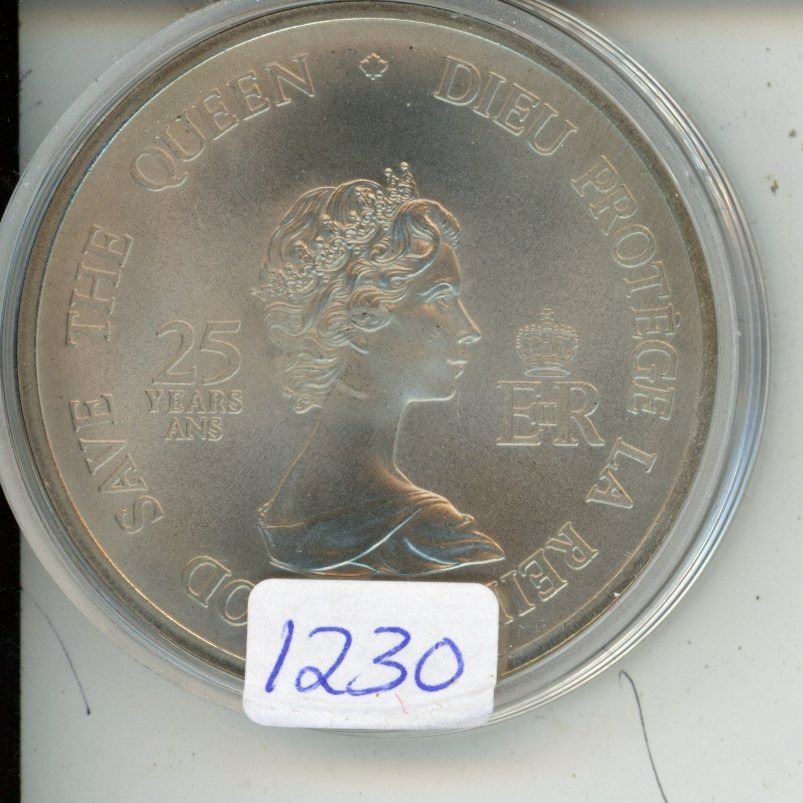 GOD SAVE THE QUEEN
DIEU PROTÈGE LA REINE
25
YEARS
ANS
EIIR
1230